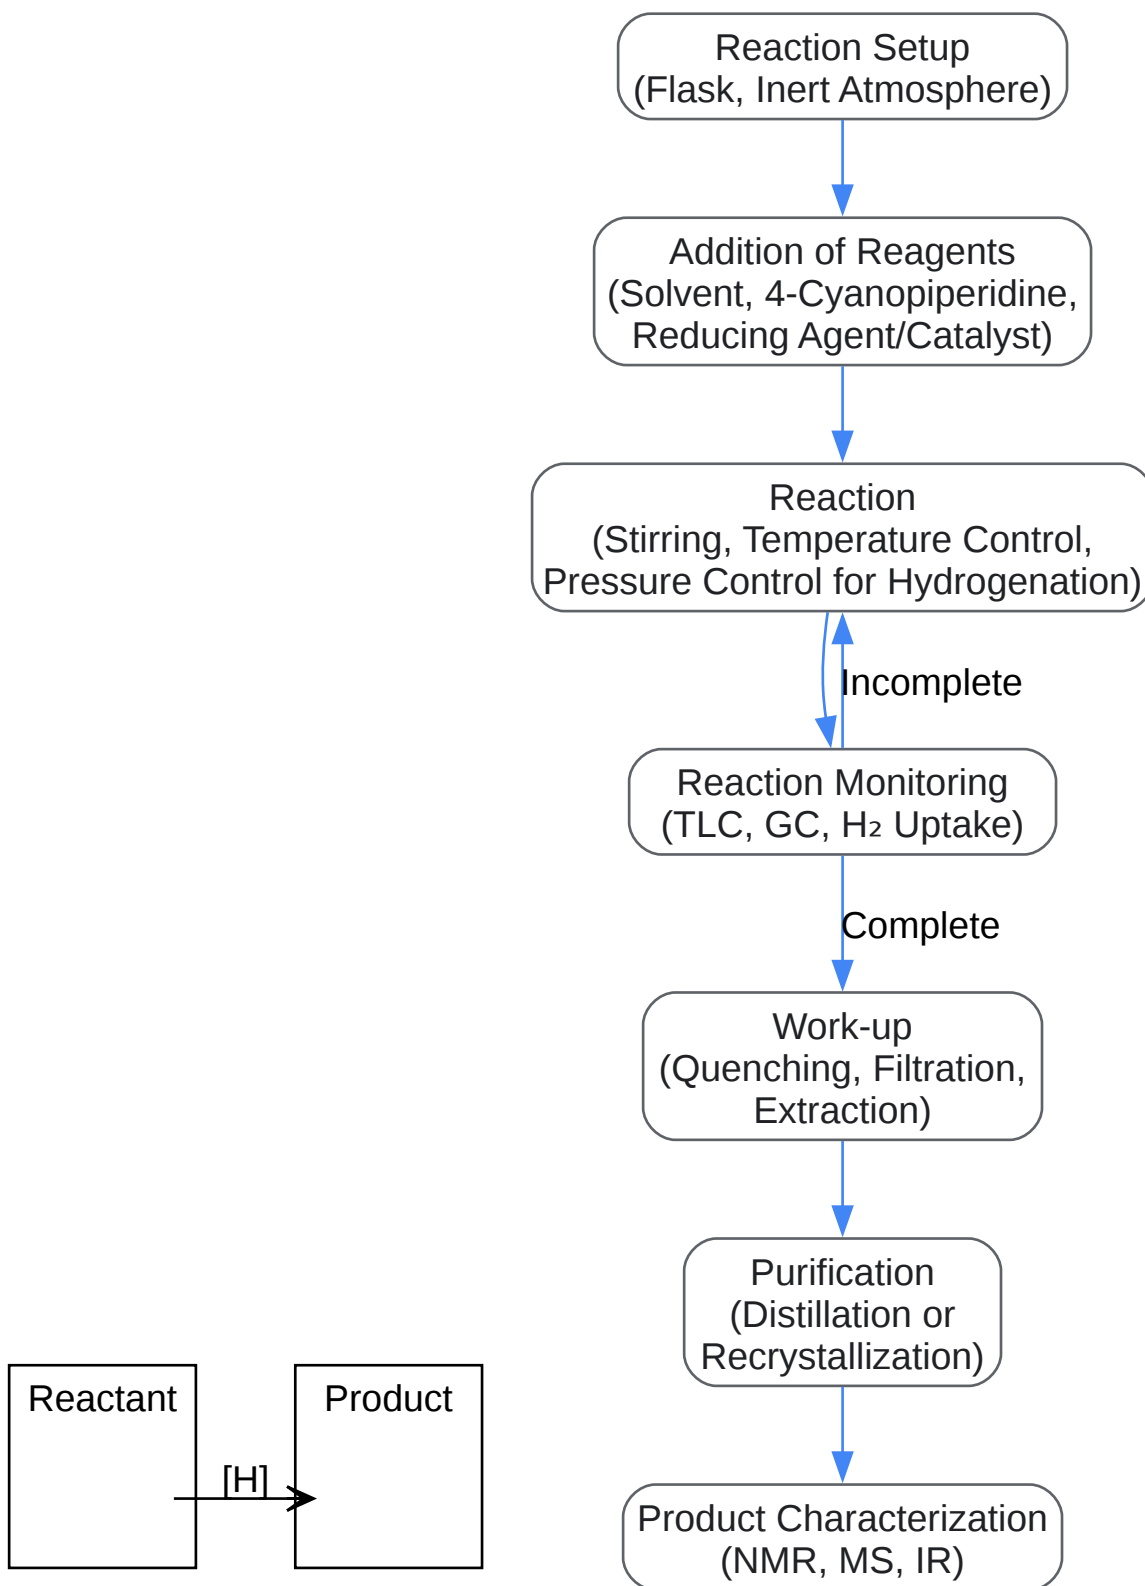 Reaction Setup
(Flask, Inert Atmosphere)
Addition of Reagents
(Solvent, 4-Cyanopiperidine,
Reducing Agent/Catalyst)
Reaction
(Stirring, Temperature Control,
Pressure Control for Hydrogenation)
Incomplete
Reaction Monitoring
(TLC, GC, H₂ Uptake)
Complete
Work-up
(Quenching, Filtration,
Extraction)
Purification
(Distillation or
Recrystallization)
Product Characterization
(NMR, MS, IR)
Reactant
[H]
Product